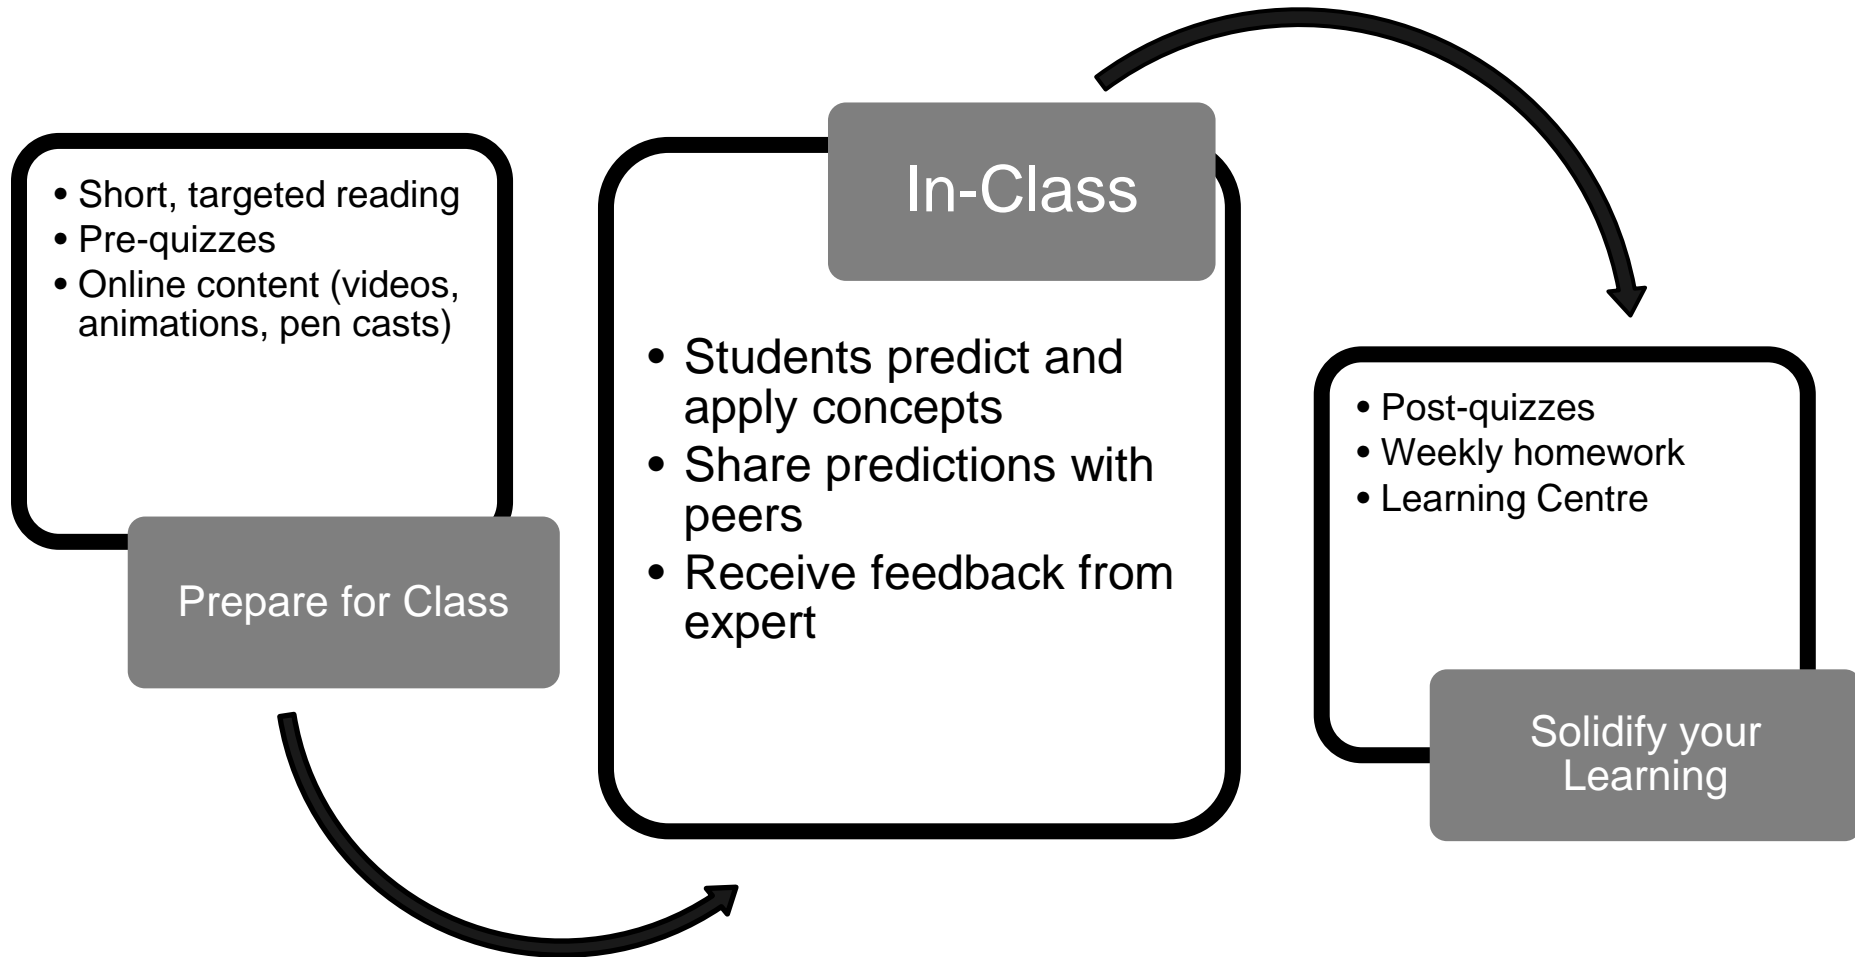 • Short, targeted reading
• Pre-quizzes
• Online content (videos,
animations, pen casts)
Prepare for Class
In-Class
• Students predict and
apply concepts
• Share predictions with
peers
• Receive feedback from
expert
• Post-quizzes
• Weekly homework
• Learning Centre
Solidify your
Learning